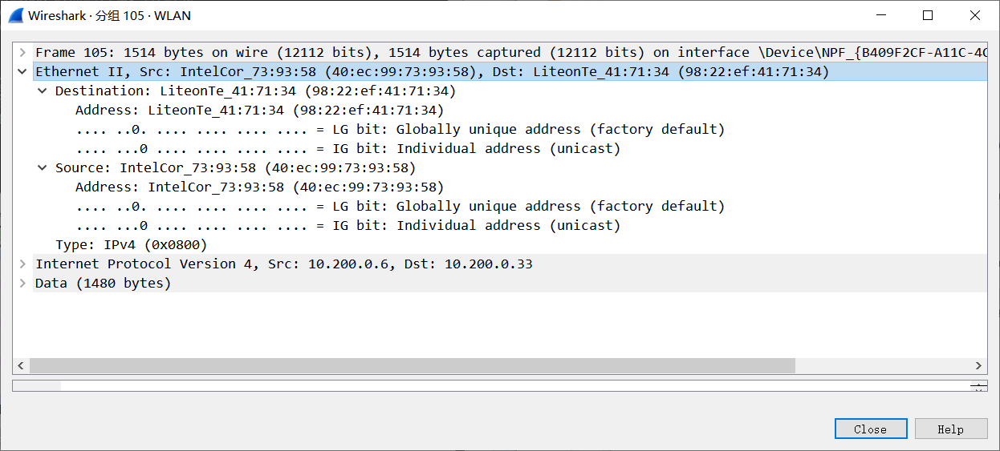 Wireshark · 分组 105 · WLAN
Frame 105: 1514 bytes on wire (12112 bits), 1514 bytes captured (12112 bits) on interface \Device\NPF_{B409F2CF-A11C-4C
Ethernet II, Src: IntelCor_73:93:58 (40:ec:99:73:93:58), Dst: LiteonTe_41:71:34 (98:22:ef:41:71:34)
Destination: LiteonTe_41:71:34 (98:22:ef:41:71:34)
Address: LiteonTe_41:71:34 (98:22:ef:41:71:34)
.... ..0. .... .... .... .... = LG bit: Globally unique address (factory default)
.... ...0 .... .... .... .... = IG bit: Individual address (unicast)
Source: IntelCor_73:93:58 (40:ec:99:73:93:58)
Address: IntelCor_73:93:58 (40:ec:99:73:93:58)
.... ..0. .... .... .... .... = LG bit: Globally unique address (factory default)
.... ...0 .... .... .... .... = IG bit: Individual address (unicast)
Type: IPv4 (0x0800)
Internet Protocol Version 4, Src: 10.200.0.6, Dst: 10.200.0.33
Data (1480 bytes)
Close Help